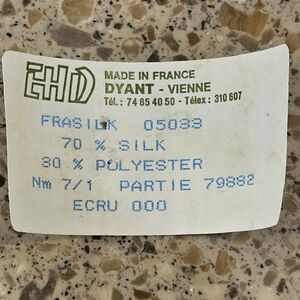 EHD
MADE IN FRANCE
DYANT - VIENNE
Tél. : 74 85 40 50 - Télex : 310 607
FRASILK 05033
70 % SILK
30 % POLYESTER
Nm 7/1 PARTIE 79882
ECRU 000